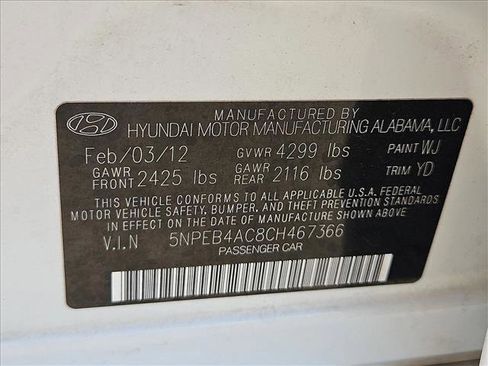 MANUFACTURED BY
HYUNDAI MOTOR MANUFACTURING ALABAMA, LLC
Feb/03/12 GVWR 4299 lbs PAINT WJ
GAWR FRONT 2425 lbs GAWR REAR 2116 lbs TRIM YD
THIS VEHICLE CONFORMS TO ALL APPLICABLE U.S.A. FEDERAL
MOTOR VEHICLE SAFETY, BUMPER, AND THEFT PREVENTION STANDARDS
IN EFFECT ON THE DATE OF MANUFACTURE SHOWN ABOVE.
V.I.N 5NPEB4AC8CH467366
PASSENGER CAR